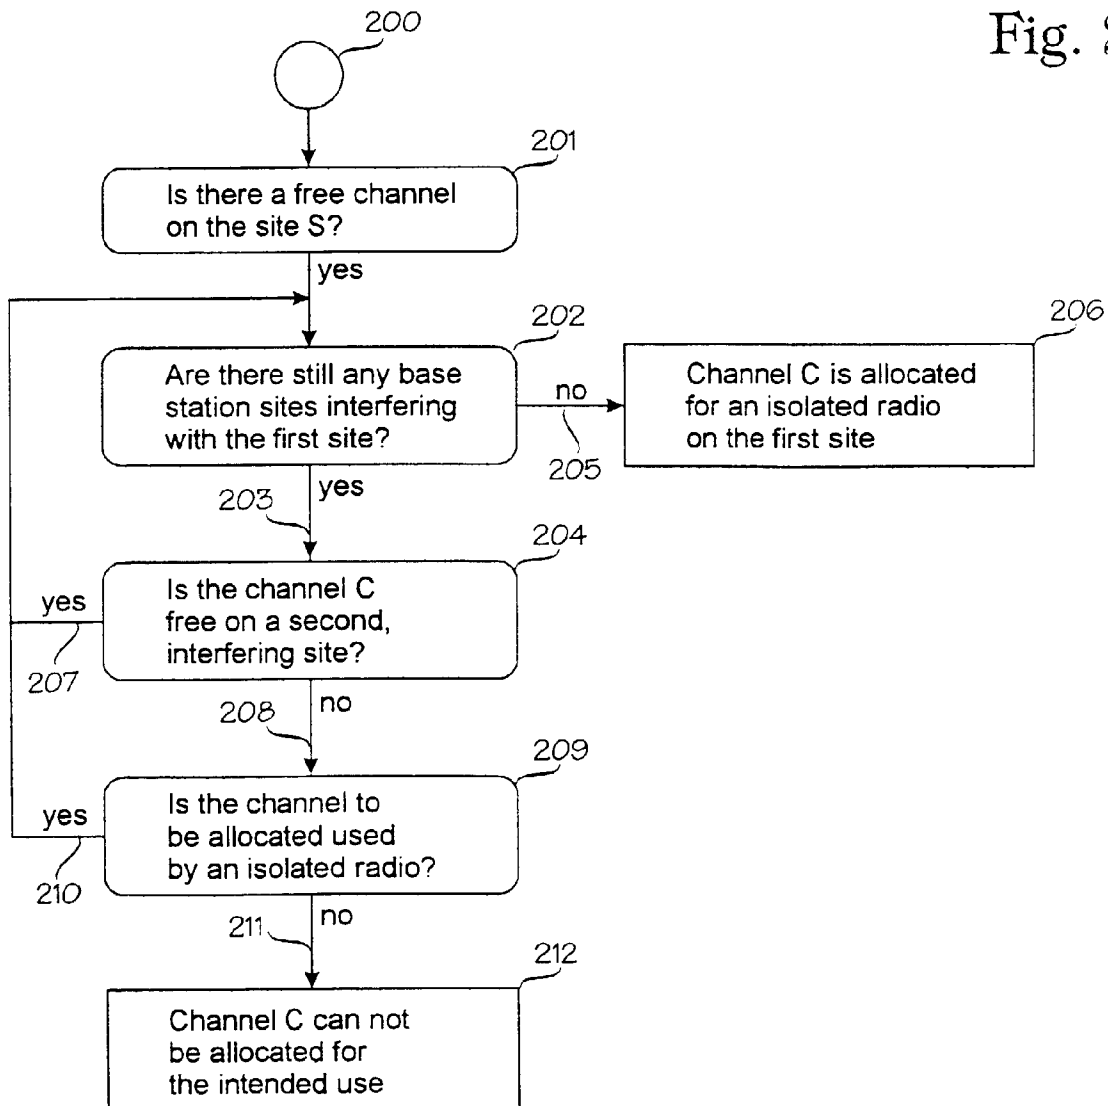 200
Fig.
201
Is there a free channel
on the site S?
yes
202
206
Are there still any base
station sites interfering
with the first site?
no
205
Channel C is allocated
for an isolated radio
on the first site
203
yes
204
Is the channel C
free on a second,
interfering site?
yes
207
208
no
209
Is the channel to
be allocated used
by an isolated radio?
yes
210
211
no
212
Channel C can not
be allocated for
the intended use